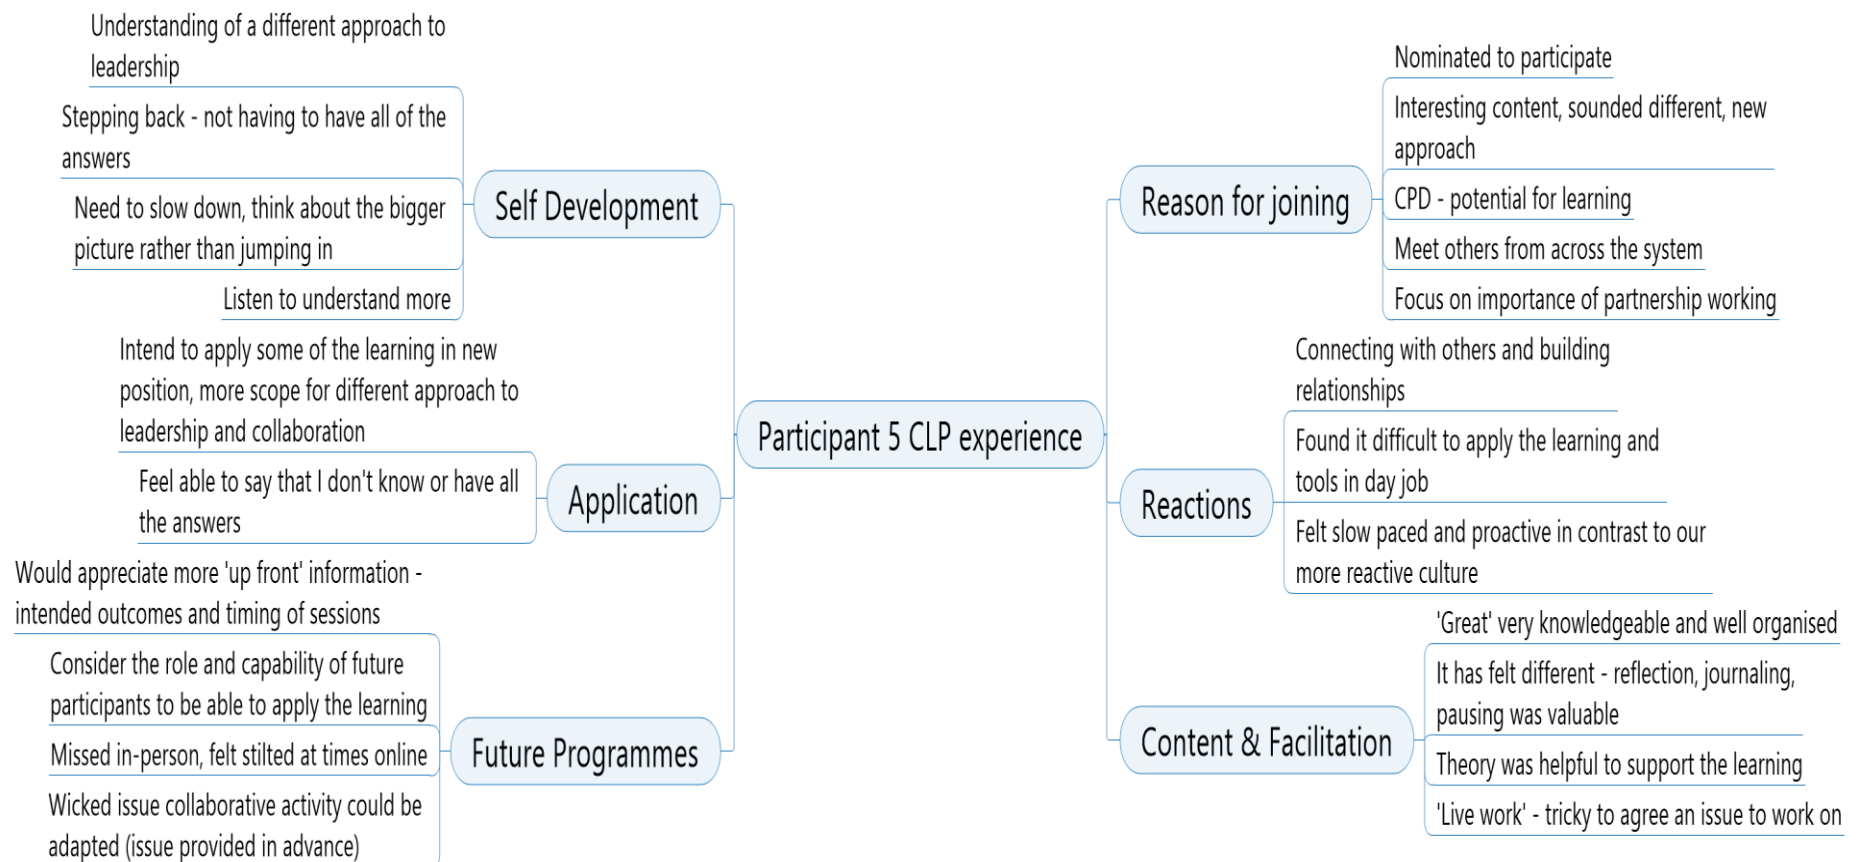 Participant 5 CLP experience
Reason for joining
Nominated to participate
Interesting content, sounded different, new
approach
CPD - potential for learning
Meet others from across the system
Focus on importance of partnership working
Reactions
Connecting with others and building
relationships
Found it difficult to apply the learning and
tools in day job
Felt slow paced and proactive in contrast to our
more reactive culture
Content & Facilitation
'Great' very knowledgeable and well organised
It has felt different - reflection, journaling,
pausing was valuable
Theory was helpful to support the learning
'Live work' - tricky to agree an issue to work on
Self Development
Understanding of a different approach to
leadership
Stepping back - not having to have all of the
answers
Need to slow down, think about the bigger
picture rather than jumping in
Listen to understand more
Application
Intend to apply some of the learning in new
position, more scope for different approach to
leadership and collaboration
Feel able to say that I don't know or have all
the answers
Future Programmes
Would appreciate more 'up front' information -
intended outcomes and timing of sessions
Consider the role and capability of future
participants to be able to apply the learning
Missed in-person, felt stilted at times online
Wicked issue collaborative activity could be
adapted (issue provided in advance)